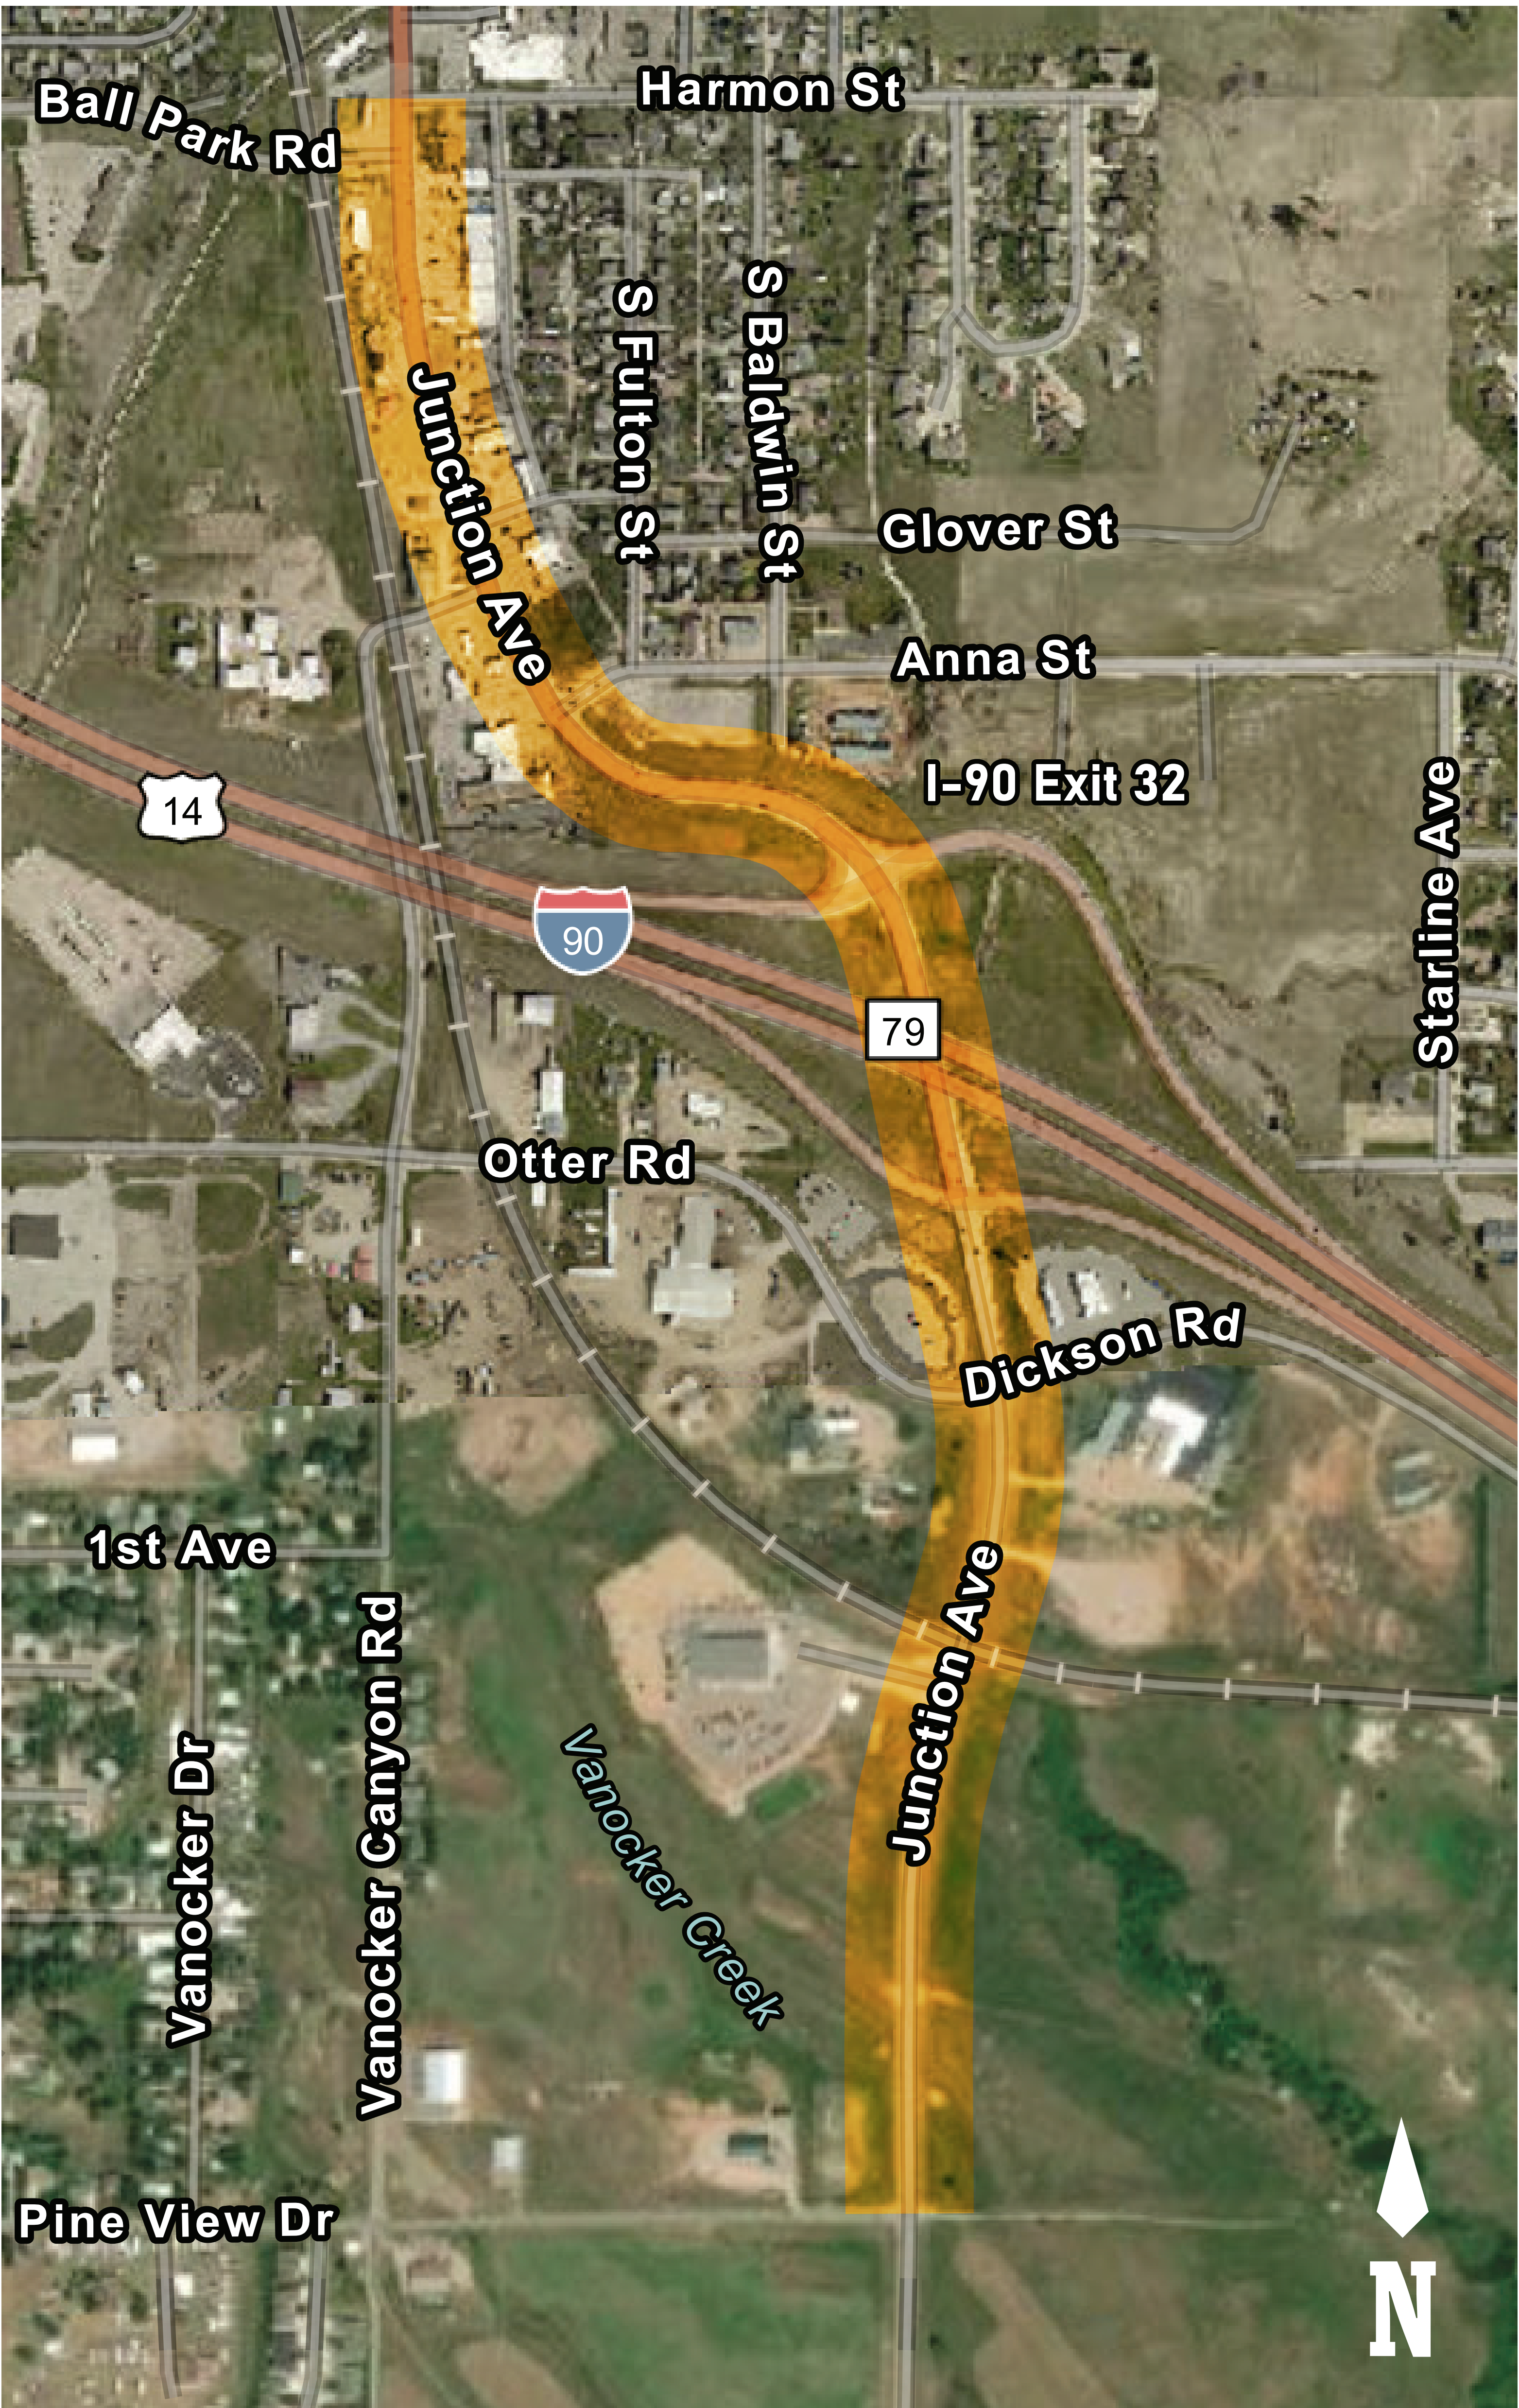 Harmon St
Ball Park Rd
S Fulton St
S Baldwin St
Junction Ave
Glover St
Anna St
I-90 Exit 32
14
Starline Ave
90
79
Otter Rd
Dickson Rd
1st Ave
Junction Ave
Vanocker Canyon Rd
Vanocker Dr
Vanocker Creek
Pine View Dr
N